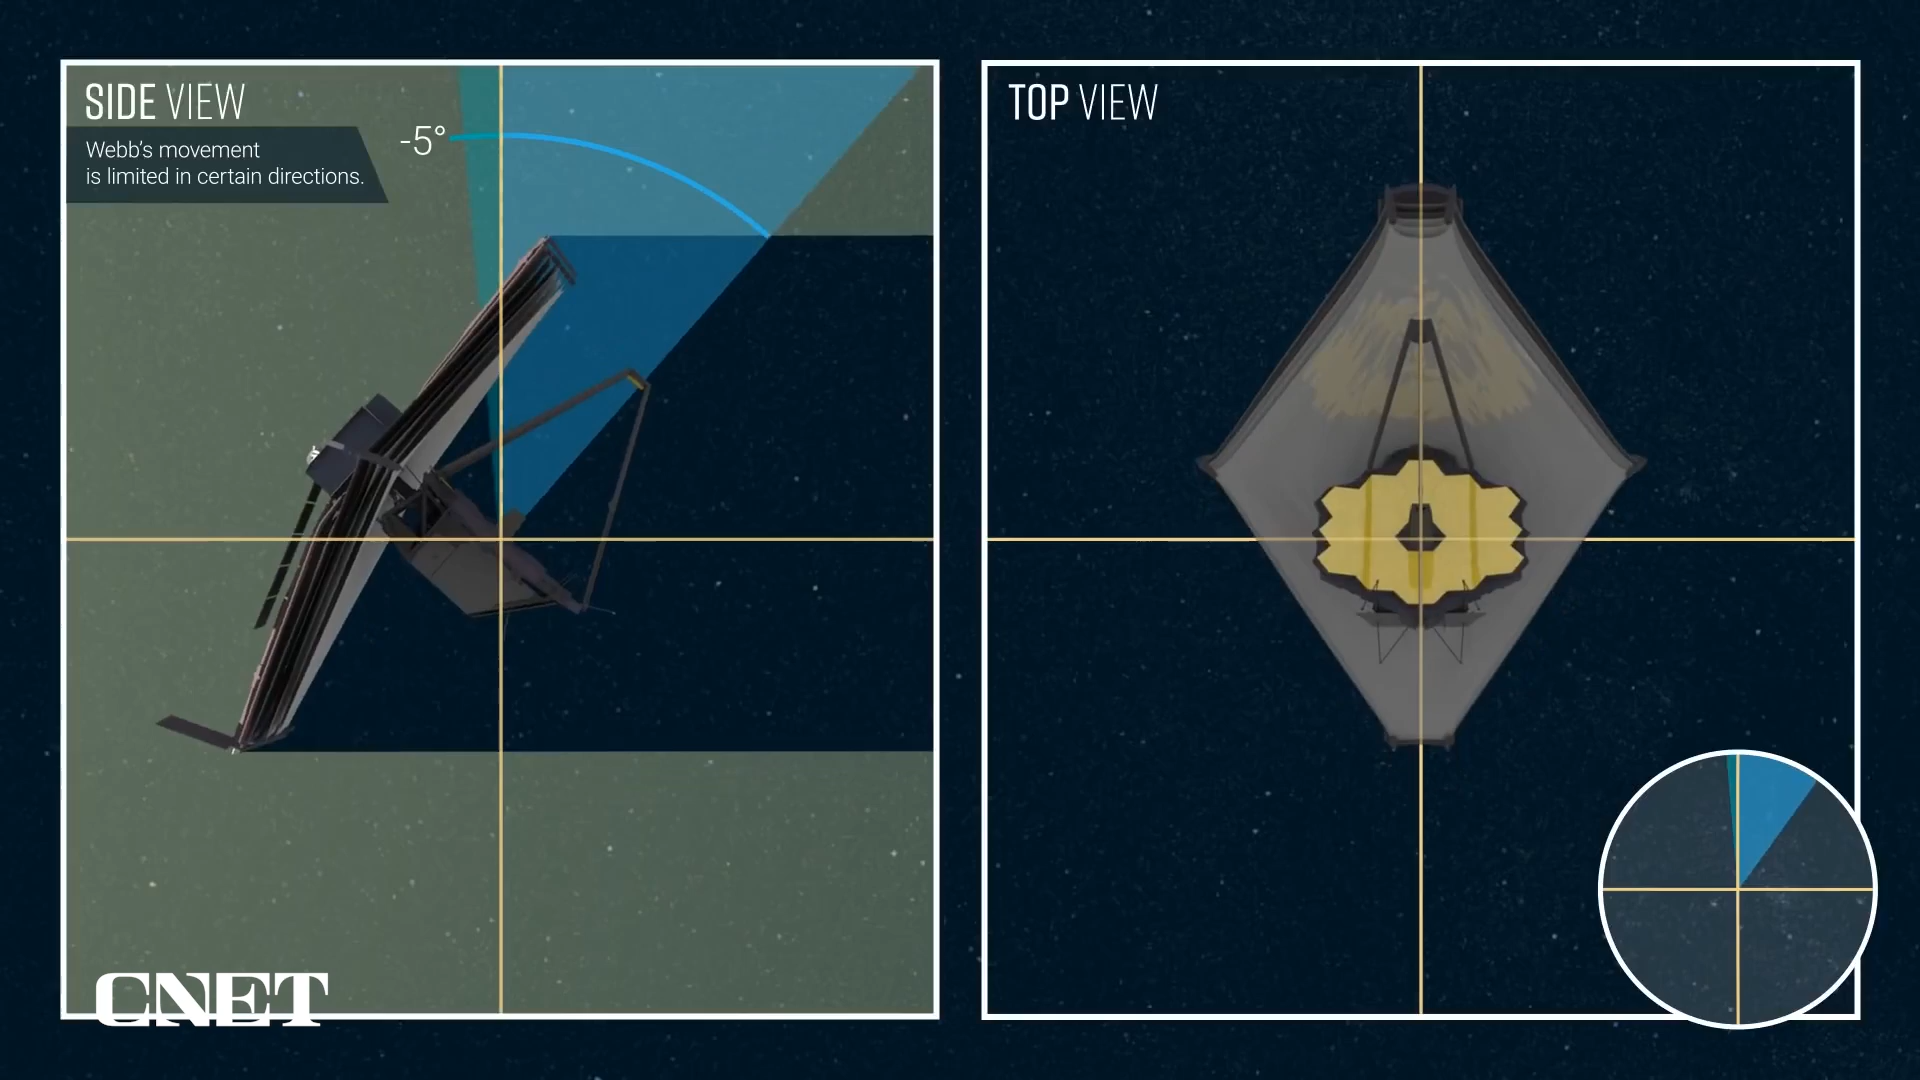 SIDE VIEW
Webb's movement
is limited in certain directions.
-5°
TOP VIEW
CNET